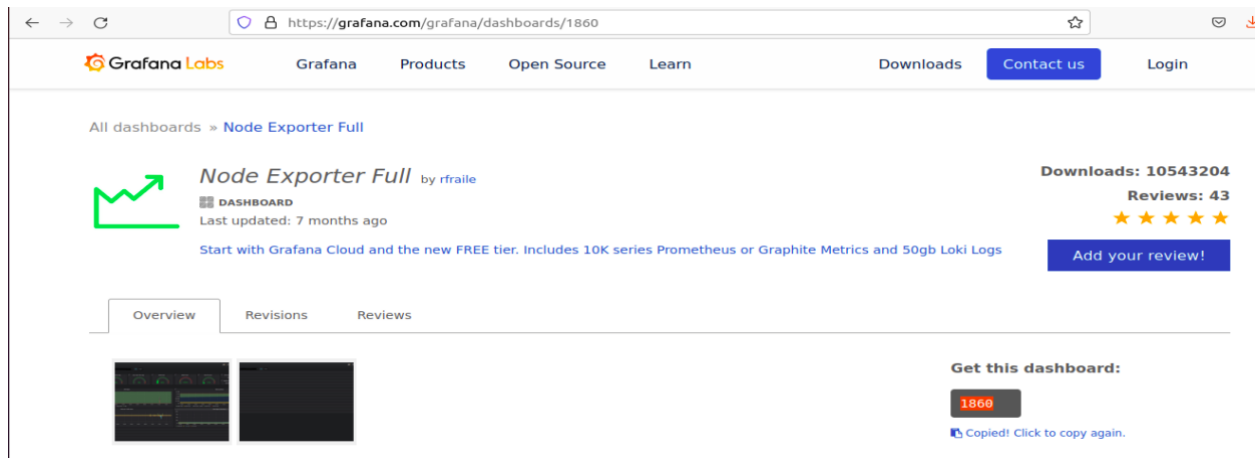 https://grafana.com/grafana/dashboards/1860
Grafana Labs Grafana Products Open Source Learn Downloads Contact us Login
All dashboards » Node Exporter Full
Node Exporter Full by rfraile
DASHBOARD
Last updated: 7 months ago
Start with Grafana Cloud and the new FREE tier. Includes 10K series Prometheus or Graphite Metrics and 50gb Loki Logs
Downloads: 10543204
Reviews: 43
Add your review!
Overview Revisions Reviews
Get this dashboard:
1860
Copied! Click to copy again.